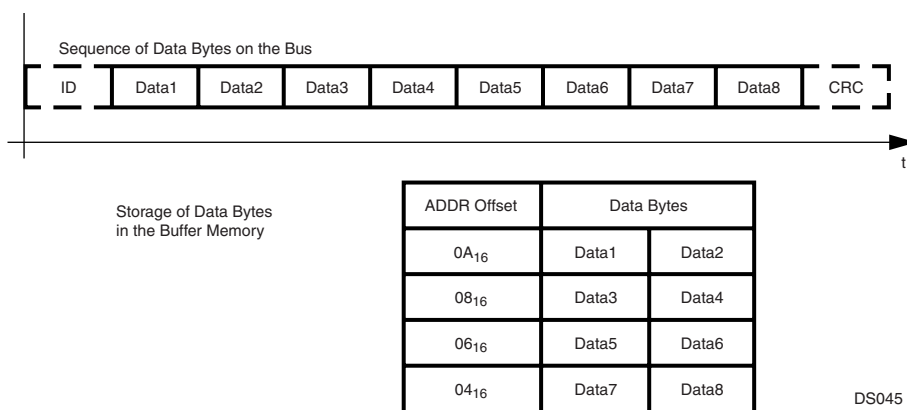 Sequence of Data Bytes on the Bus
ID Data1 Data2 Data3 Data4 Data5 Data6 Data7 Data8 CRC
t
Storage of Data Bytes
in the Buffer Memory
ADDR Offset Data Bytes
0A16 Data1 Data2
0816 Data3 Data4
0616 Data5 Data6
0416 Data7 Data8
DS045